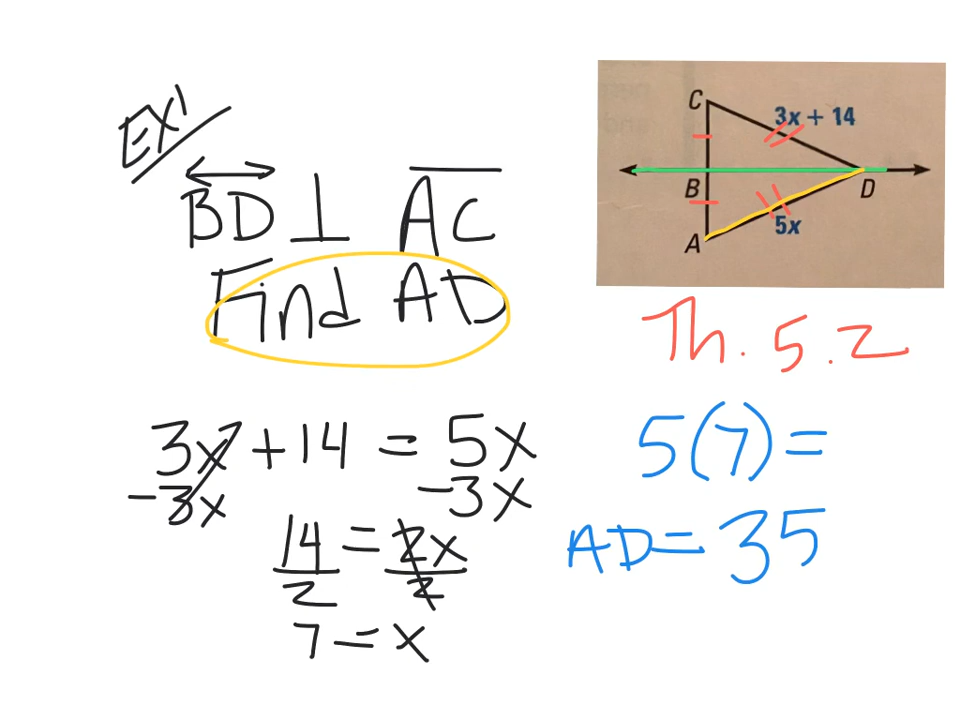 EX'
BD ⊥ AC
Find AD
C
3x + 14
B
D
A
5x
Th. 5.2
3x + 14 = 5x
-3x -3x
14 = 2x
2 2
7 = x
5(7) =
AD = 35